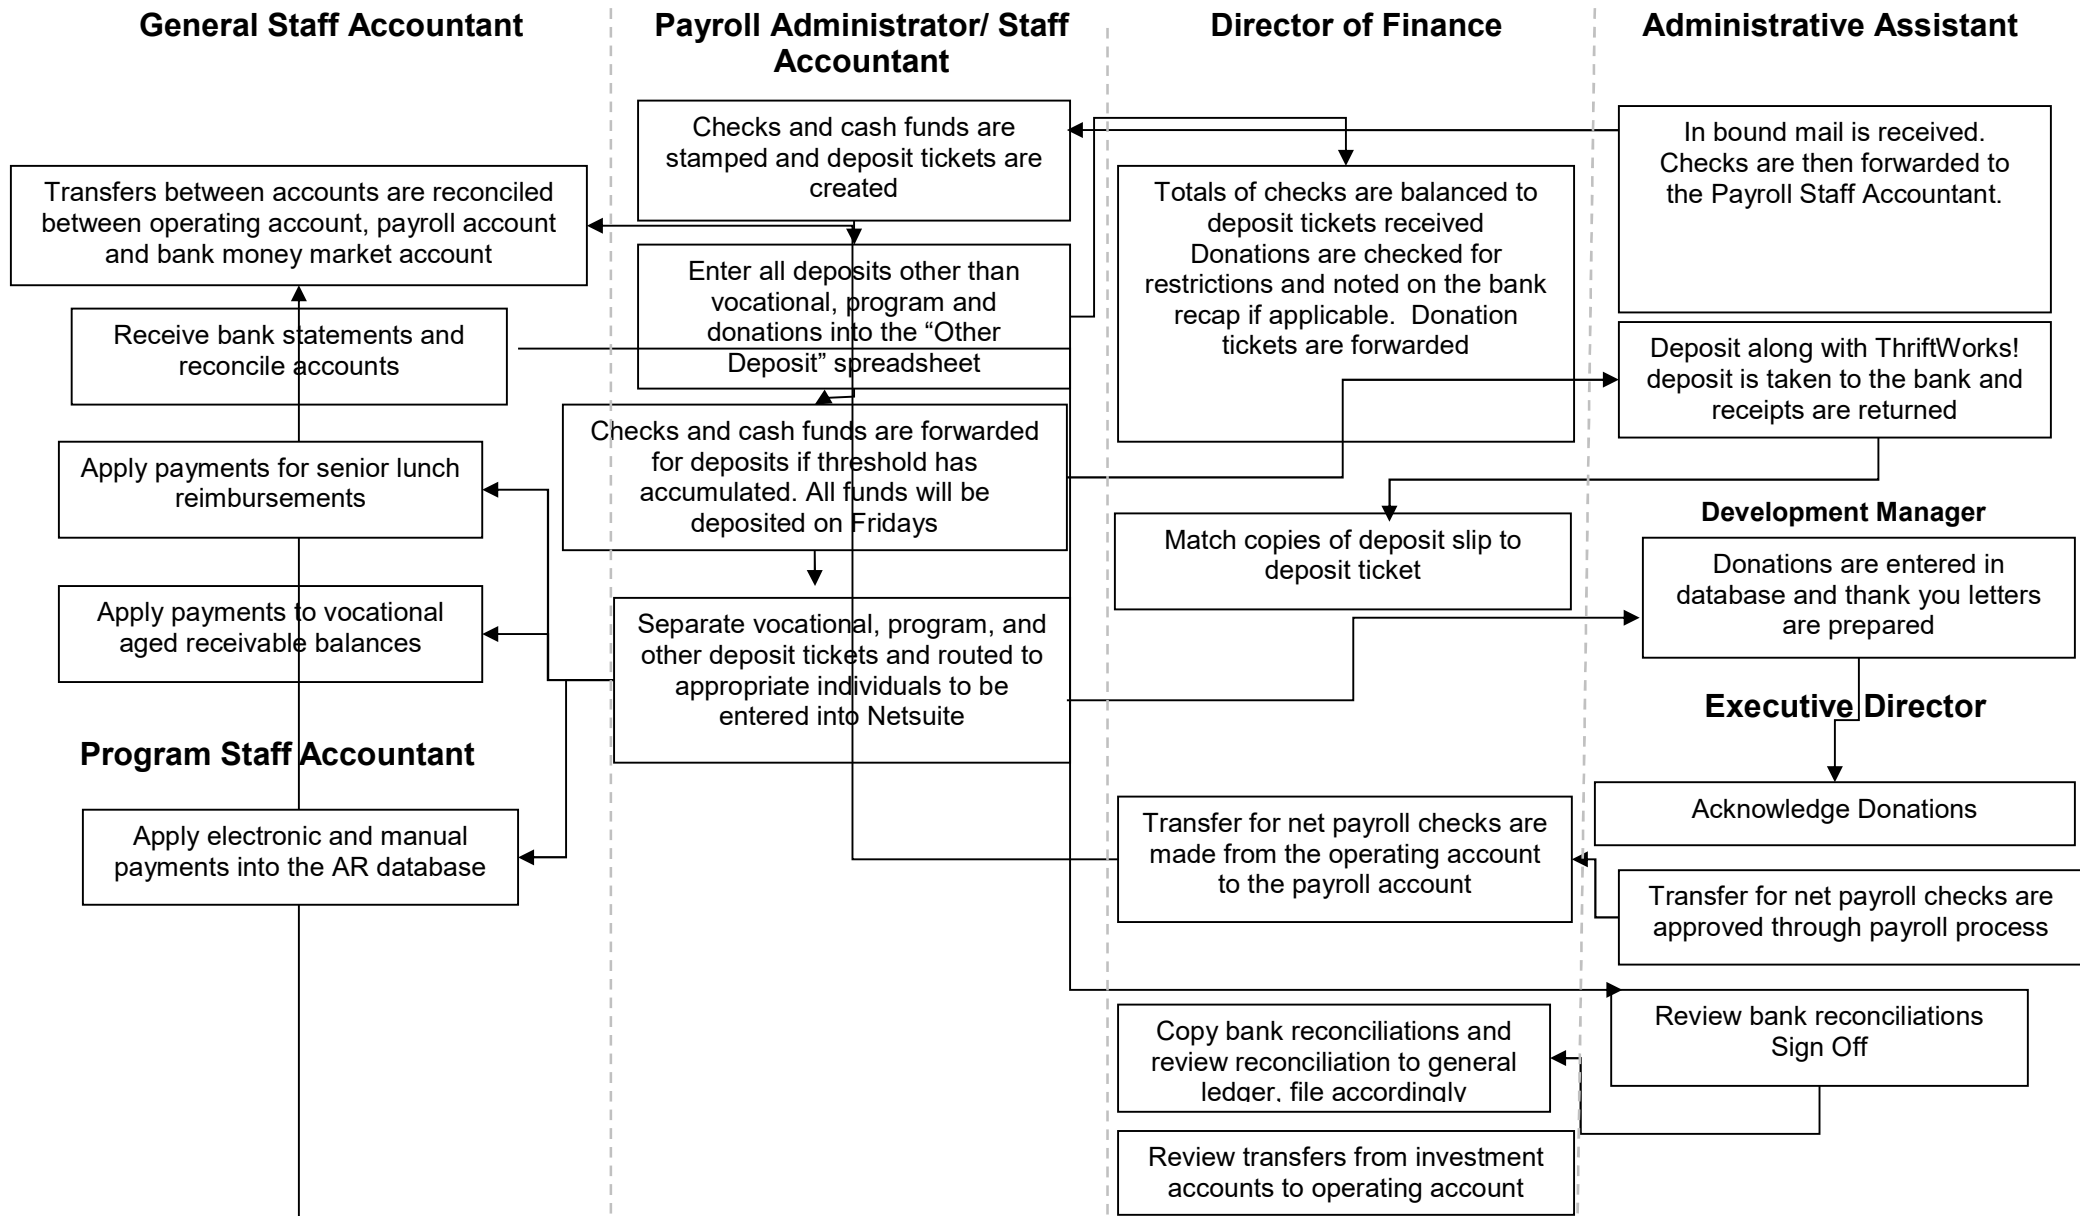 General Staff Accountant
Payroll Administrator/ Staff
Accountant
Director of Finance
Administrative Assistant
Transfers between accounts are reconciled
between operating account, payroll account
and bank money market account
Receive bank statements and
reconcile accounts
Apply payments for senior lunch
reimbursements
Apply payments to vocational
aged receivable balances
Program Staff Accountant
Apply electronic and manual
payments into the AR database
Checks and cash funds are
stamped and deposit tickets are
created
Enter all deposits other than
vocational, program and
donations into the “Other
Deposit” spreadsheet
Checks and cash funds are forwarded
for deposits if threshold has
accumulated. All funds will be
deposited on Fridays
Separate vocational, program, and
other deposit tickets and routed to
appropriate individuals to be
entered into Netsuite
Totals of checks are balanced to
deposit tickets received
Donations are checked for
restrictions and noted on the bank
recap if applicable.  Donation
tickets are forwarded
Match copies of deposit slip to
deposit ticket
Transfer for net payroll checks are
made from the operating account
to the payroll account
Copy bank reconciliations and
review reconciliation to general
ledger, file accordingly
Review transfers from investment
accounts to operating account
In bound mail is received.
Checks are then forwarded to
the Payroll Staff Accountant.
Deposit along with ThriftWorks!
deposit is taken to the bank and
receipts are returned
Development Manager
Donations are entered in
database and thank you letters
are prepared
Executive Director
Acknowledge Donations
Transfer for net payroll checks are
approved through payroll process
Review bank reconciliations
Sign Off